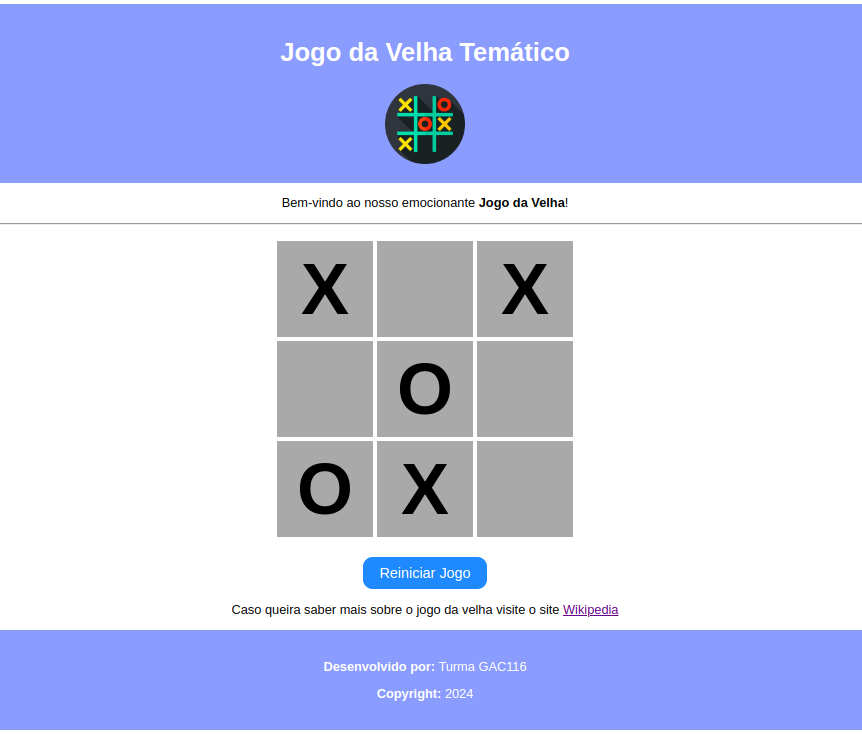 Jogo da Velha Temático
Bem-vindo ao nosso emocionante Jogo da Velha!
X X
O
O X
Reiniciar Jogo
Caso queira saber mais sobre o jogo da velha visite o site Wikipedia
Desenvolvido por: Turma GAC116
Copyright: 2024